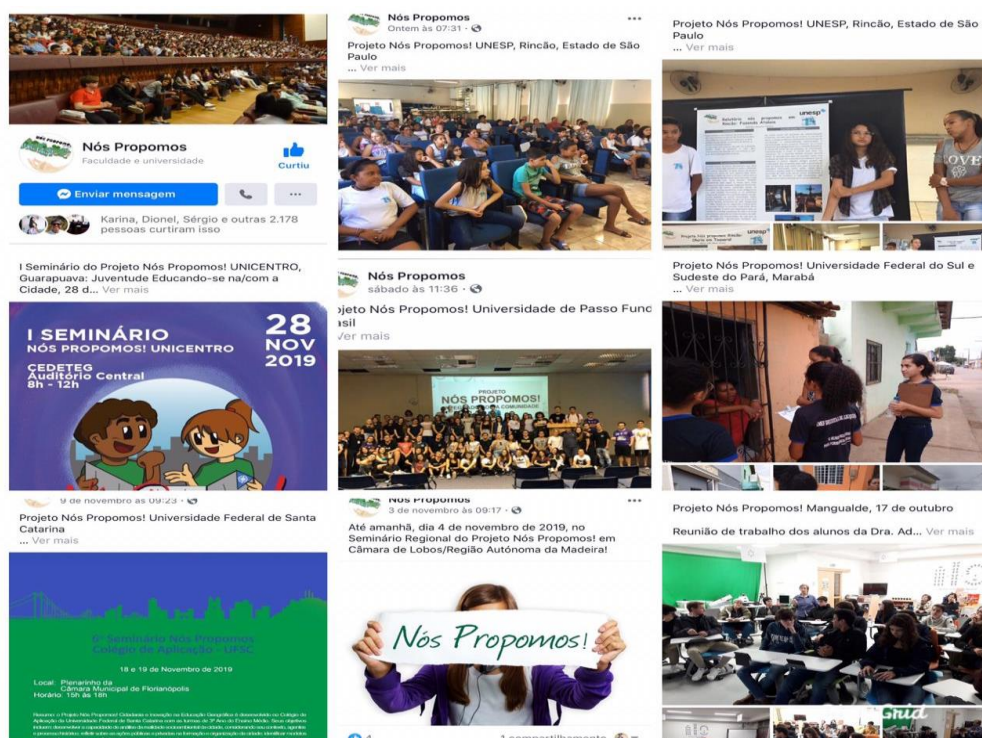 Nós Propomos
Faculdade e universidade
Curtiu
Enviar mensagem
Karina, Dionel, Sérgio e outras 2.178
pessoas curtiram isso
I Seminário do Projeto Nós Propomos! UNICENTRO,
Guarapuava: Juventude Educando-se na/com a
Cidade, 28 d... Ver mais
I SEMINÁRIO
NÓS PROPOMOS! UNICENTRO
CEDETEG
Auditório Central
8h - 12h
28
NOV
2019
9 de novembro às 09:23
Projeto Nós Propomos! Universidade Federal de Santa
Catarina
... Ver mais
6º Seminário Nós Propomos
Colégio de Aplicação - UFSC
18 e 19 de Novembro de 2019
Local: Plenarinho da
Câmara Municipal de Florianópolis
Horário: 15h às 18h
Nós Propomos
Ontem às 07:31
Projeto Nós Propomos! UNESP, Rincão, Estado de São
Paulo
... Ver mais
Nós Propomos
sábado às 11:36
ojeto Nós Propomos! Universidade de Passo Fund
asil
Ver mais
PROJETO
NÓS PROPOMOS!
Nós Propomos
3 de novembro às 09:17
Até amanhã, dia 4 de novembro de 2019, no
Seminário Regional do Projeto Nós Propomos! em
Câmara de Lobos/Região Autónoma da Madeira!
Nós Propomos!
1 compartilhamento
Projeto Nós Propomos! UNESP, Rincão, Estado de São
Paulo
... Ver mais
unesp
LOVE
unesp
Projeto Nós Propomos! Universidade Federal do Sul e
Sudeste do Pará, Marabá
... Ver mais
Projeto Nós Propomos! Mangualde, 17 de outubro
Reunião de trabalho dos alunos da Dra. Ad... Ver mais
Grid